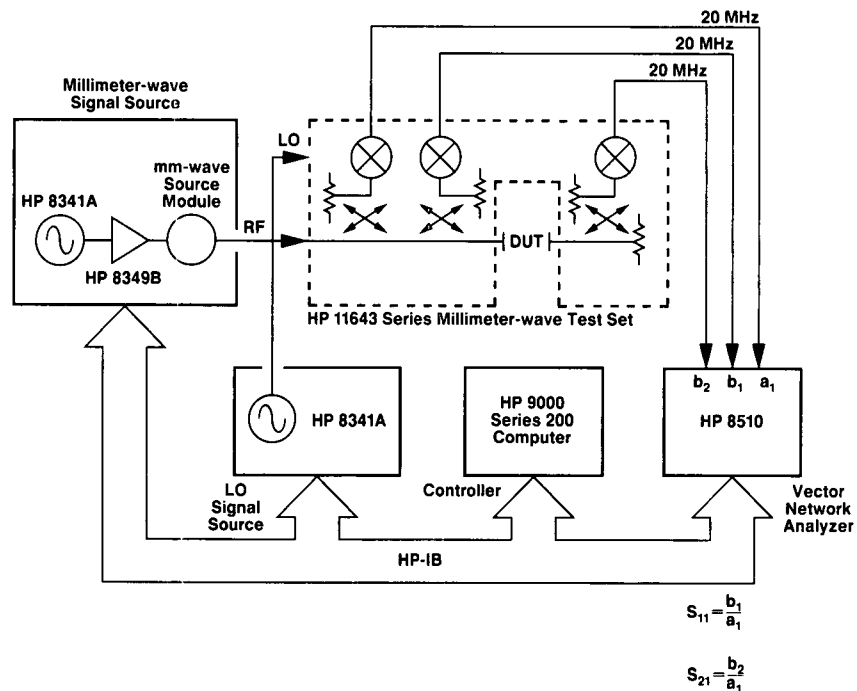 20 MHz
20 MHz
20 MHz
Millimeter-wave
Signal Source
LO
mm-wave
Source
Module
HP 8341A
RF
DUT
HP 8349B
HP 11643 Series Millimeter-wave Test Set
b2 b1 a1
HP 8341A
HP 9000
Series 200
Computer
HP 8510
LO
Signal
Source
Controller
Vector
Network
Analyzer
HP-IB
S11 = b1/a1
S21 = b2/a1